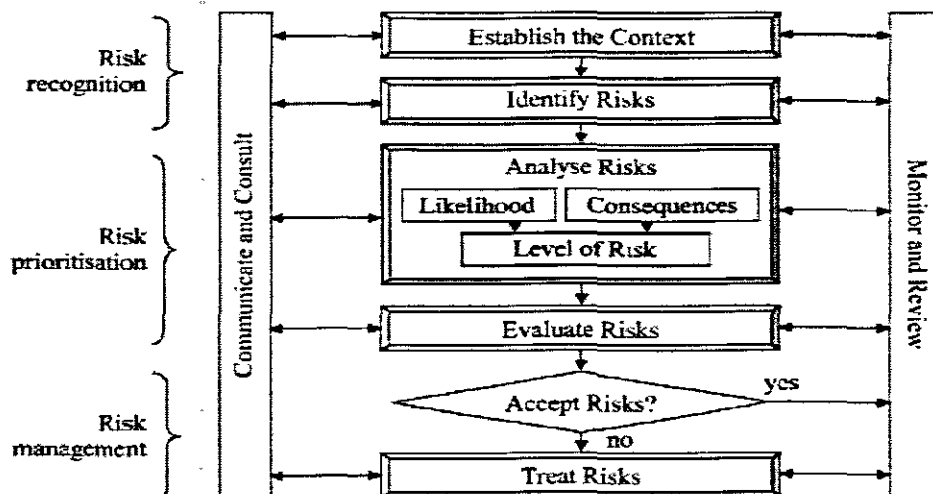 Risk
recognition
Risk
prioritisation
Risk
management
Communicate and Consult
Establish the Context
Identify Risks
Analyse Risks
Likelihood
Consequences
Level of Risk
Evaluate Risks
Accept Risks?
yes
no
Treat Risks
Monitor and Review